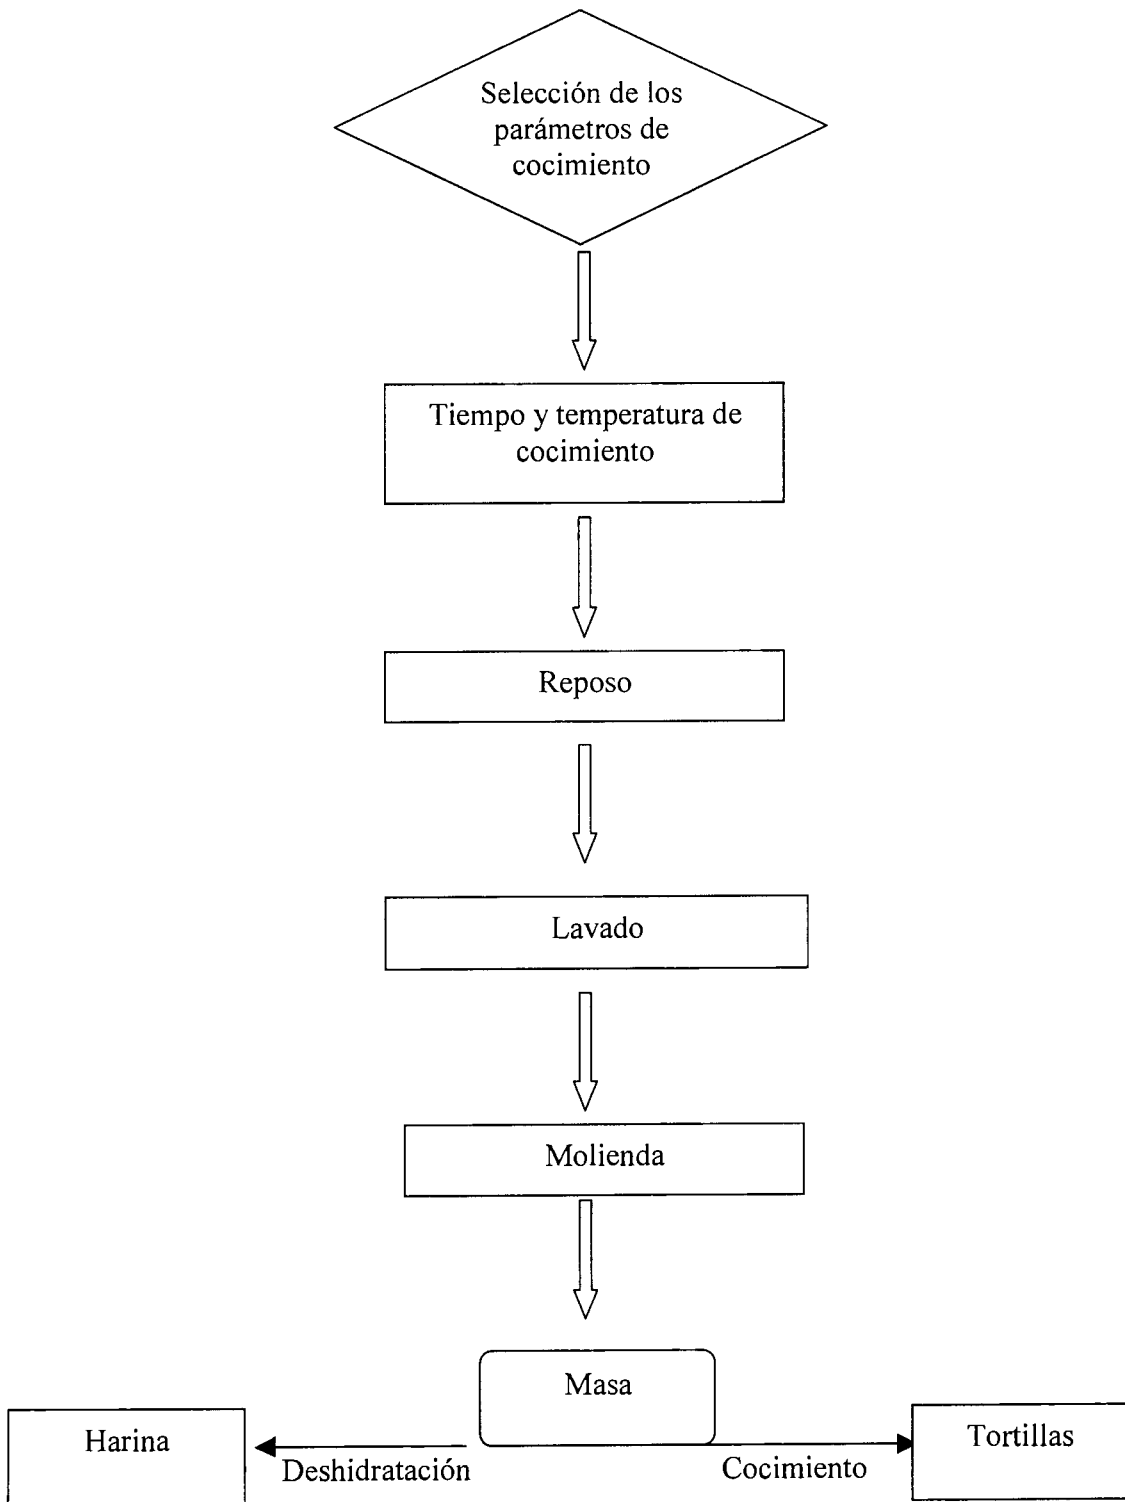 Selección de los
parámetros de
cocimiento
Tiempo y temperatura de
cocimiento
Reposo
Lavado
Molienda
Masa
Harina
Deshidratación
Cocimiento
Tortillas